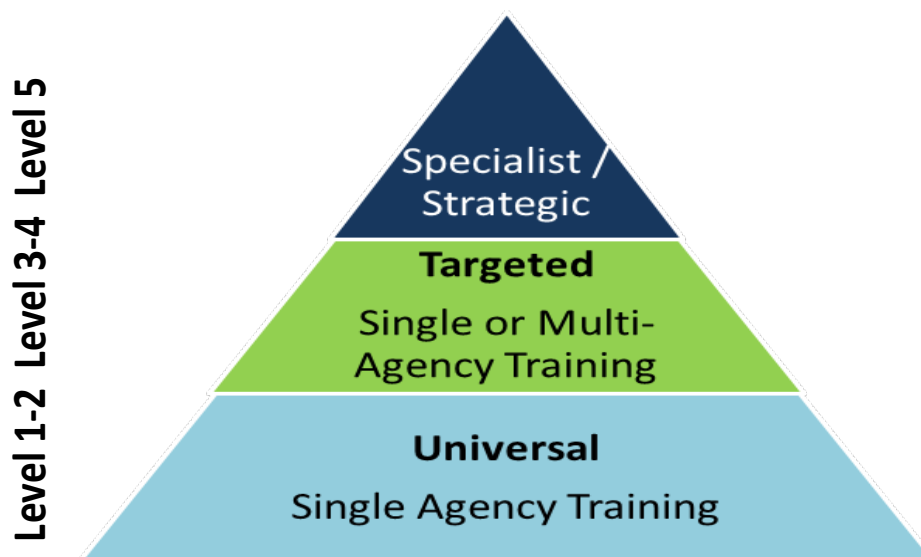 Level 1-2 Level 3-4 Level 5
Specialist /
Strategic
Targeted
Single or Multi-
Agency Training
Universal
Single Agency Training